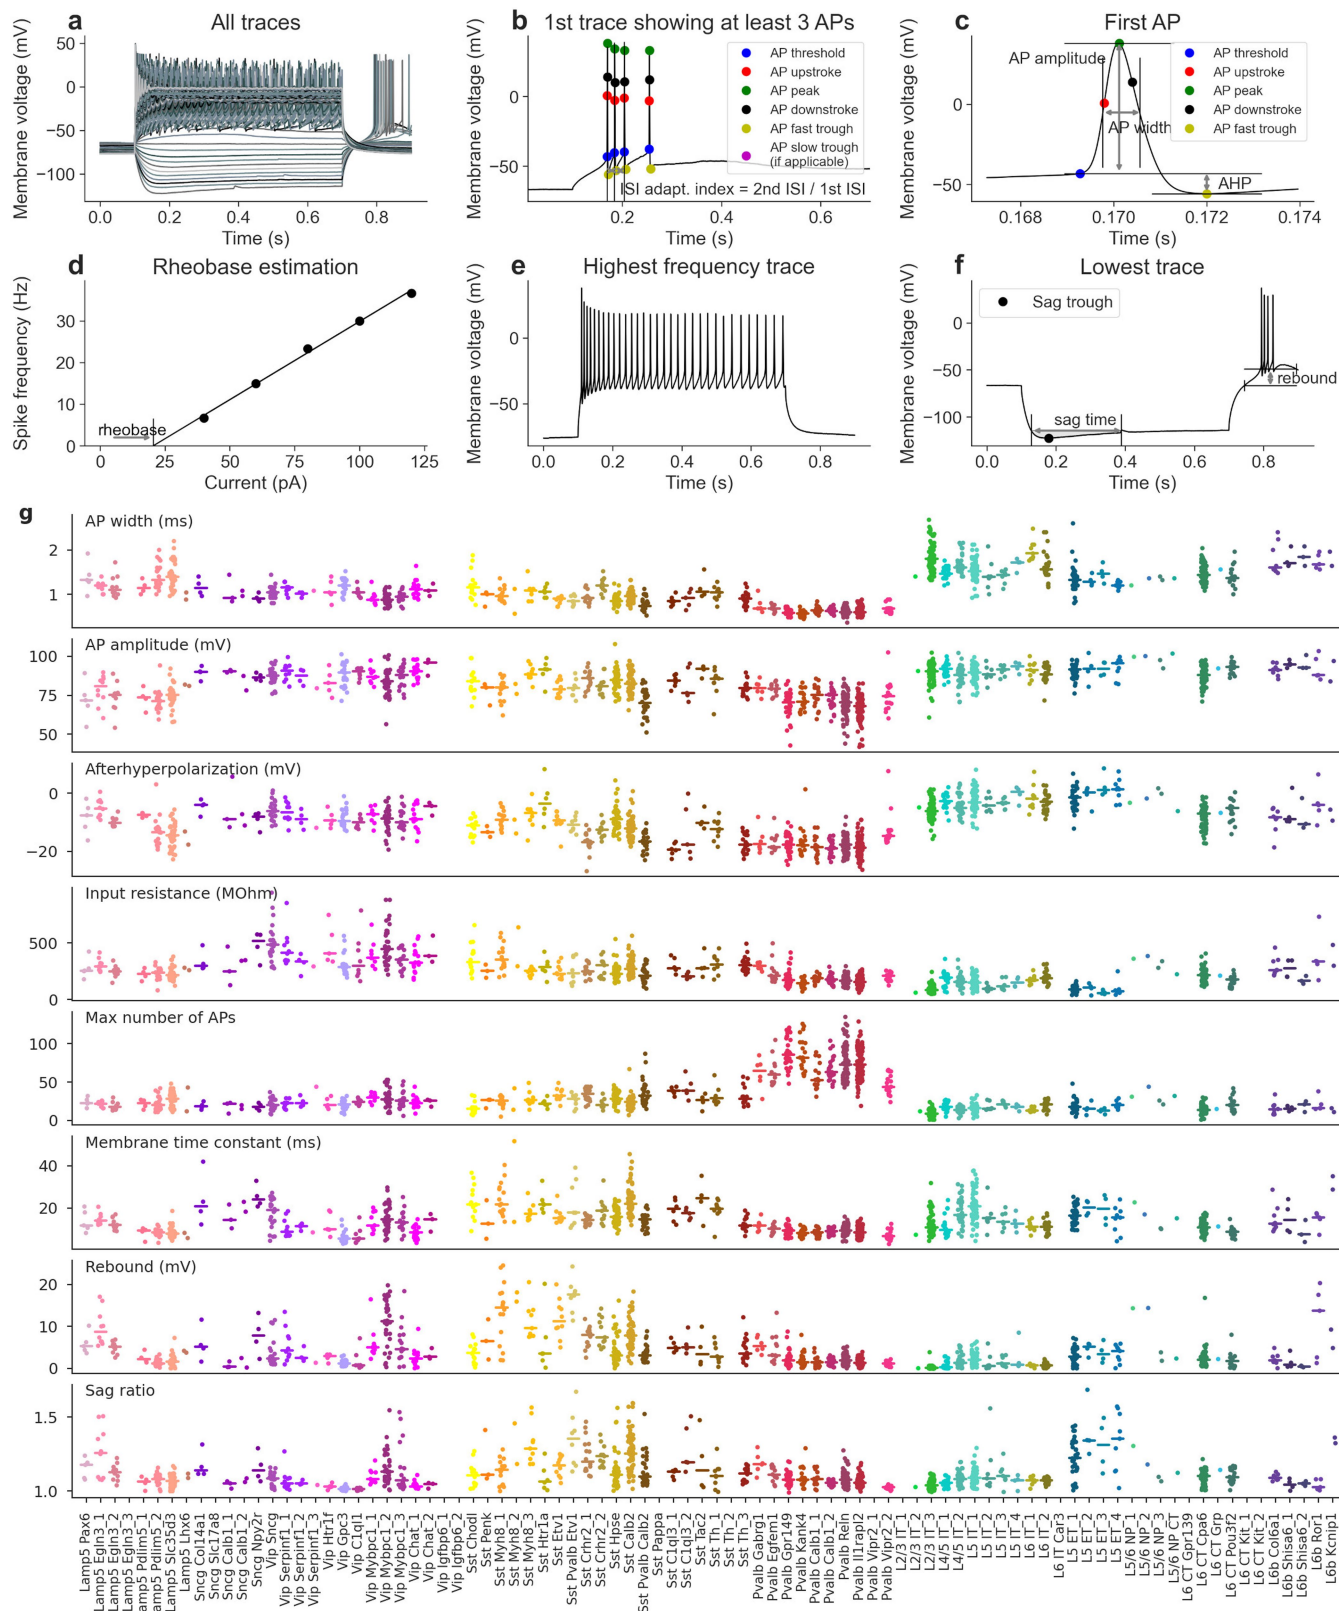 a
All traces
Membrane voltage (mV)
50
0
−50
−100
0.0
0.2
0.4
0.6
0.8
Time (s)
b
1st trace showing at least 3 APs
Membrane voltage (mV)
0
−50
AP threshold
AP upstroke
AP peak
AP downstroke
AP fast trough
AP slow trough
(if applicable)
ISI adapt. index = 2nd ISI / 1st ISI
0.2
0.4
0.6
Time (s)
c
First AP
Membrane voltage (mV)
0
−50
AP amplitude
AP width
AHP
AP threshold
AP upstroke
AP peak
AP downstroke
AP fast trough
0.168
0.170
0.172
0.174
Time (s)
d
Rheobase estimation
Spike frequency (Hz)
30
20
10
0
rheobase
0
25
50
75
100
125
Current (pA)
e
Highest frequency trace
Membrane voltage (mV)
0
−50
0.0
0.2
0.4
0.6
0.8
Time (s)
f
Lowest trace
Membrane voltage (mV)
0
−50
−100
Sag trough
sag time
rebound
0.0
0.2
0.4
0.6
0.8
Time (s)
g
AP width (ms)
2
1
AP amplitude (mV)
100
75
50
Afterhyperpolarization (mV)
0
−20
Input resistance (MOhm)
500
0
Max number of APs
100
50
0
Membrane time constant (ms)
40
20
Rebound (mV)
20
10
0
Sag ratio
1.5
1.0
Lamp5 Pax6
Lamp5 Egln3_1
Lamp5 Egln3_2
Lamp5 Egln3_3
Lamp5 Pdlim5_1
Lamp5 Pdlim5_2
Lamp5 Slc35d3
Lamp5 Lhx6
Sncg Col14a1
Sncg Slc17a8
Sncg Calb1_1
Sncg Calb1_2
Sncg Npy2r
Vip Sncg
Vip Serpinf1_1
Vip Serpinf1_2
Vip Serpinf1_3
Vip Htr1f
Vip Gpc3
Vip C1ql1
Vip Mybpc1_1
Vip Mybpc1_2
Vip Mybpc1_3
Vip Chat_1
Vip Chat_2
Vip Igfbp6_1
Vip Igfbp6_2
Sst Chodl
Sst Penk
Sst Myh8_1
Sst Myh8_2
Sst Myh8_3
Sst Htr1a
Sst Etv1
Sst Pvalb Etv1
Sst Crhr2_1
Sst Crhr2_2
Sst Hpse
Sst Calb2
Sst Pvalb Calb2
Sst Pappa
Sst C1ql3_1
Sst C1ql3_2
Sst Tac2
Sst Th_1
Sst Th_2
Sst Th_3
Pvalb Gabrg1
Pvalb Egfem1
Pvalb Gpr149
Pvalb Kank4
Pvalb Calb1_1
Pvalb Calb1_2
Pvalb Reln
Pvalb Il1rapl2
Pvalb Vipr2_1
Pvalb Vipr2_2
L2/3 IT_1
L2/3 IT_2
L2/3 IT_3
L4/5 IT_1
L4/5 IT_2
L5 IT_1
L5 IT_2
L5 IT_3
L5 IT_4
L6 IT_1
L6 IT_2
L6 IT Car3
L5 ET_1
L5 ET_2
L5 ET_3
L5 ET_4
L5/6 NP_1
L5/6 NP_2
L5/6 NP_3
L5/6 NP CT
L6 CT Gpr139
L6 CT Cpa6
L6 CT Grp
L6 CT Pou3f2
L6 CT Kit_1
L6 CT Kit_2
L6b Col6a1
L6b Shisa6_1
L6b Shisa6_2
L6b Ror1
L6b Kcnip1